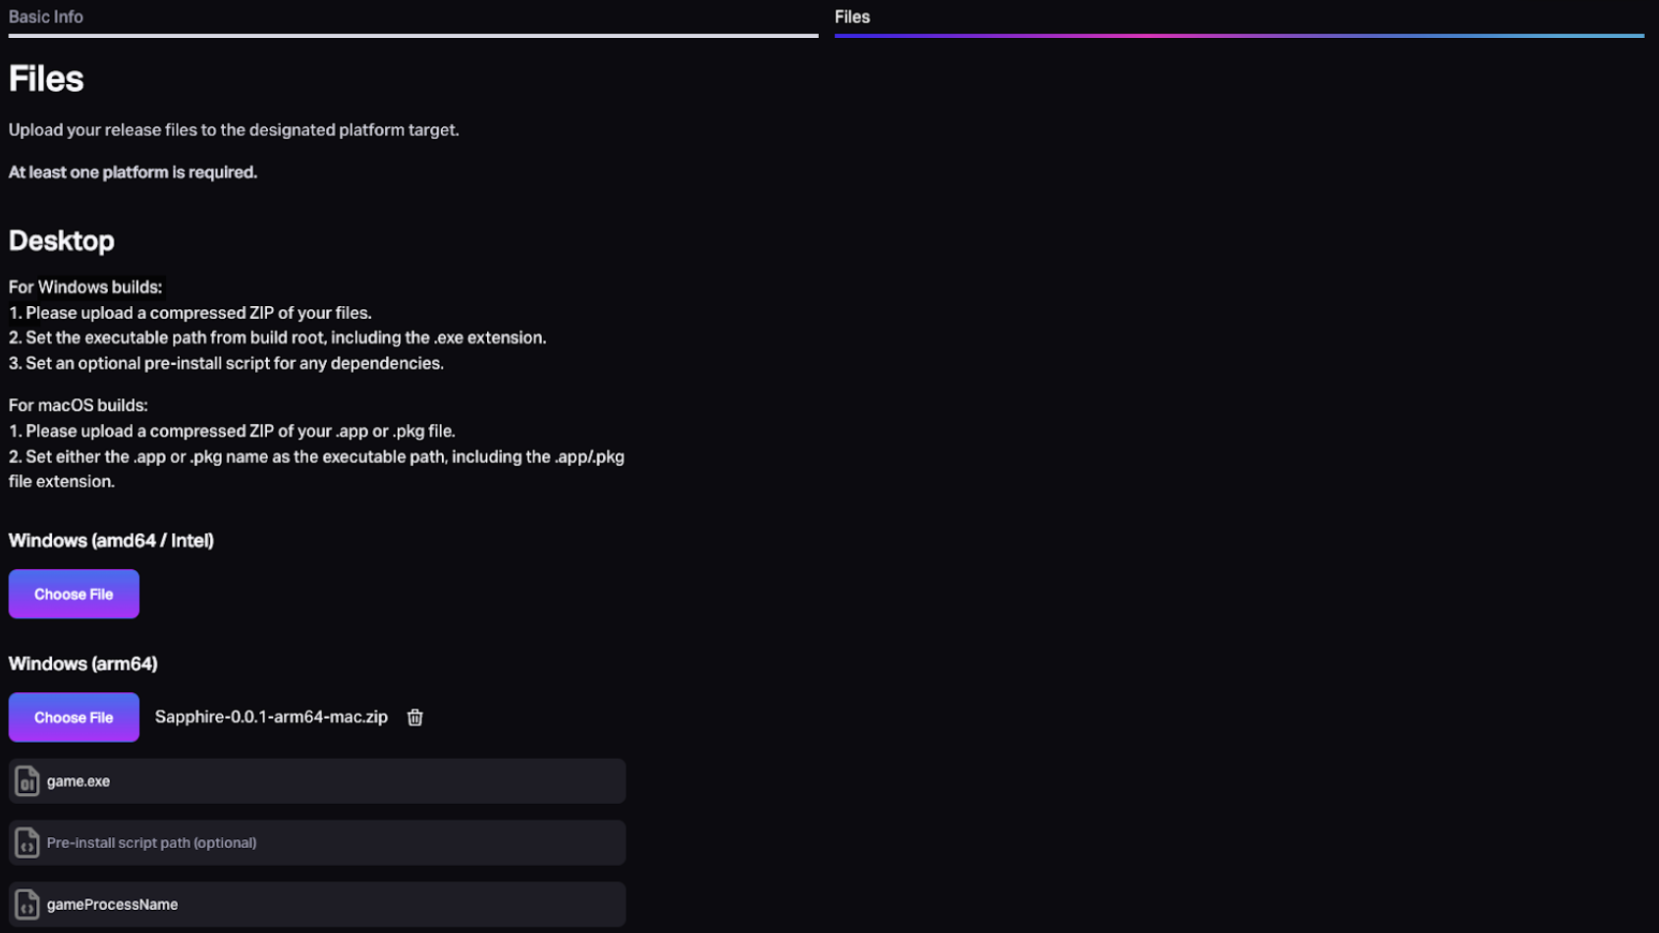 Basic Info
Files
Files
Upload your release files to the designated platform target.
At least one platform is required.
Desktop
For Windows builds:
1. Please upload a compressed ZIP of your files.
2. Set the executable path from build root, including the .exe extension.
3. Set an optional pre-install script for any dependencies.
For macOS builds:
1. Please upload a compressed ZIP of your .app or .pkg file.
2. Set either the .app or .pkg name as the executable path, including the .app/.pkg
file extension.
Windows (amd64 / Intel)
Choose File
Windows (arm64)
Choose File
Sapphire-0.0.1-arm64-mac.zip
game.exe
Pre-install script path (optional)
gameProcessName